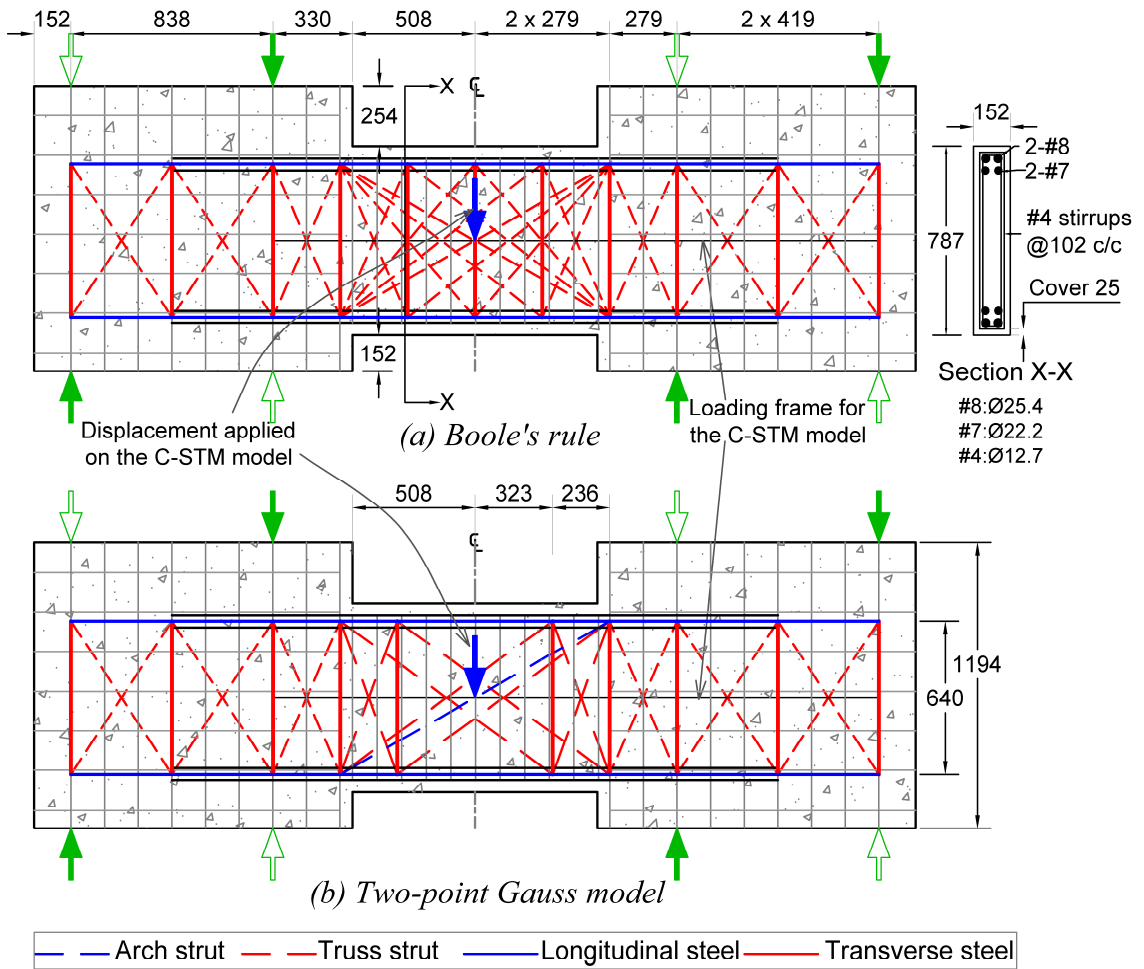 152
838
330
508
2 x 279
279
2 x 419
X
℄
254
152
2-#8
2-#7
787
#4 stirrups
@102 c/c
Cover 25
152
X
Section X-X
#8:Ø25.4
#7:Ø22.2
#4:Ø12.7
Displacement applied
on the C-STM model
(a) Boole's rule
Loading frame for
the C-STM model
508
323
236
℄
1194
640
(b) Two-point Gauss model
Arch strut
Truss strut
Longitudinal steel
Transverse steel